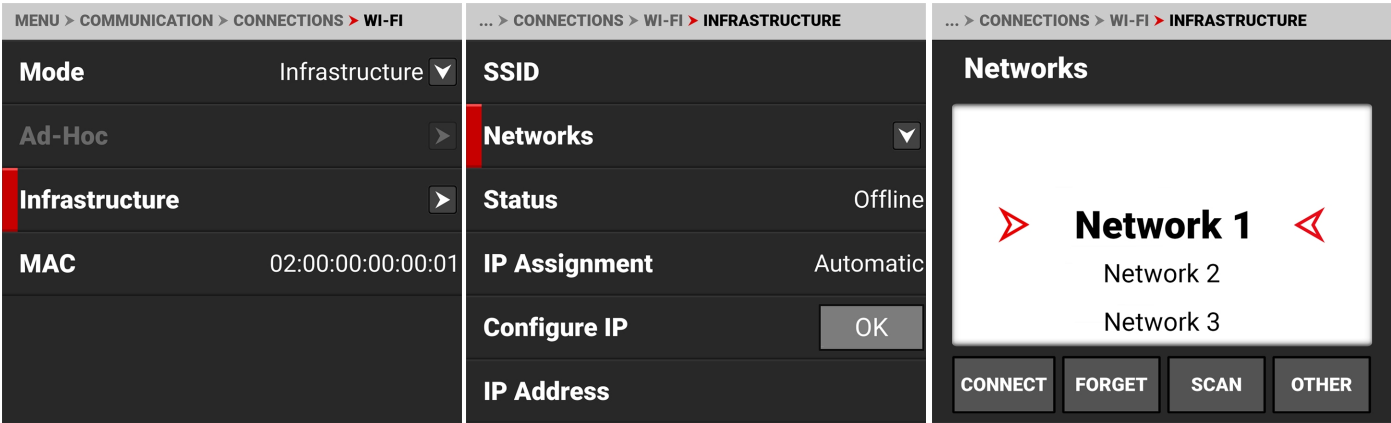 MENU > COMMUNICATION > CONNECTIONS > WI-FI
Mode Infrastructure
Ad-Hoc
Infrastructure
MAC 02:00:00:00:00:01
... > CONNECTIONS > WI-FI > INFRASTRUCTURE
SSID
Networks
Status Offline
IP Assignment Automatic
Configure IP OK
IP Address
... > CONNECTIONS > WI-FI > INFRASTRUCTURE
Networks
Network 1
Network 2
Network 3
CONNECT FORGET SCAN OTHER